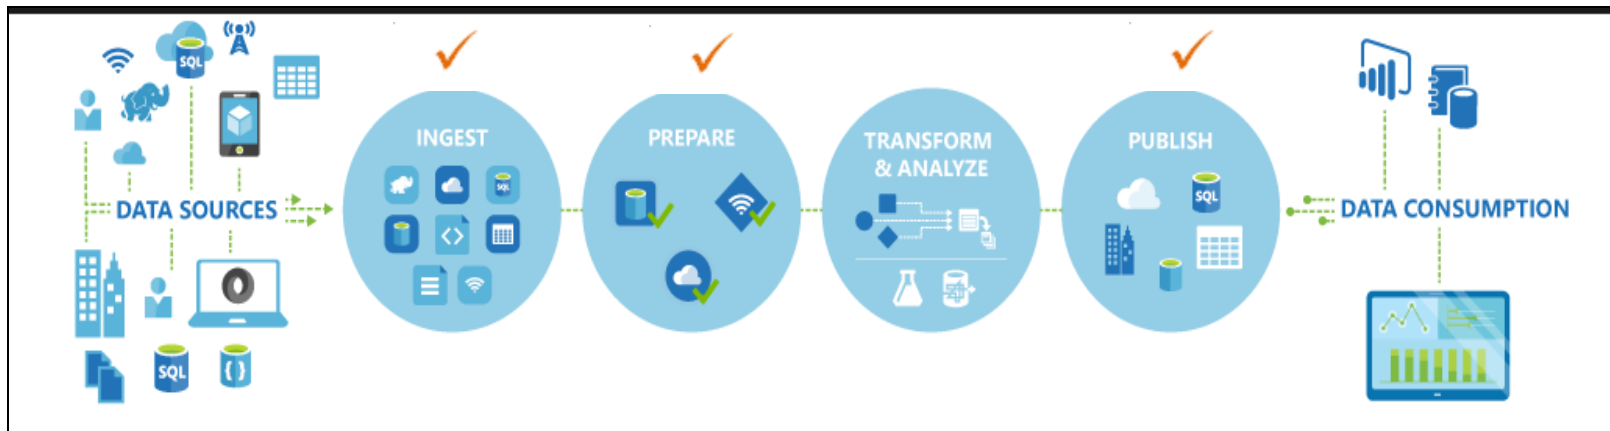 SQL
DATA SOURCES
SQL
{ }
INGEST
SQL
<>
PREPARE
TRANSFORM
& ANALYZE
PUBLISH
SQL
DATA CONSUMPTION